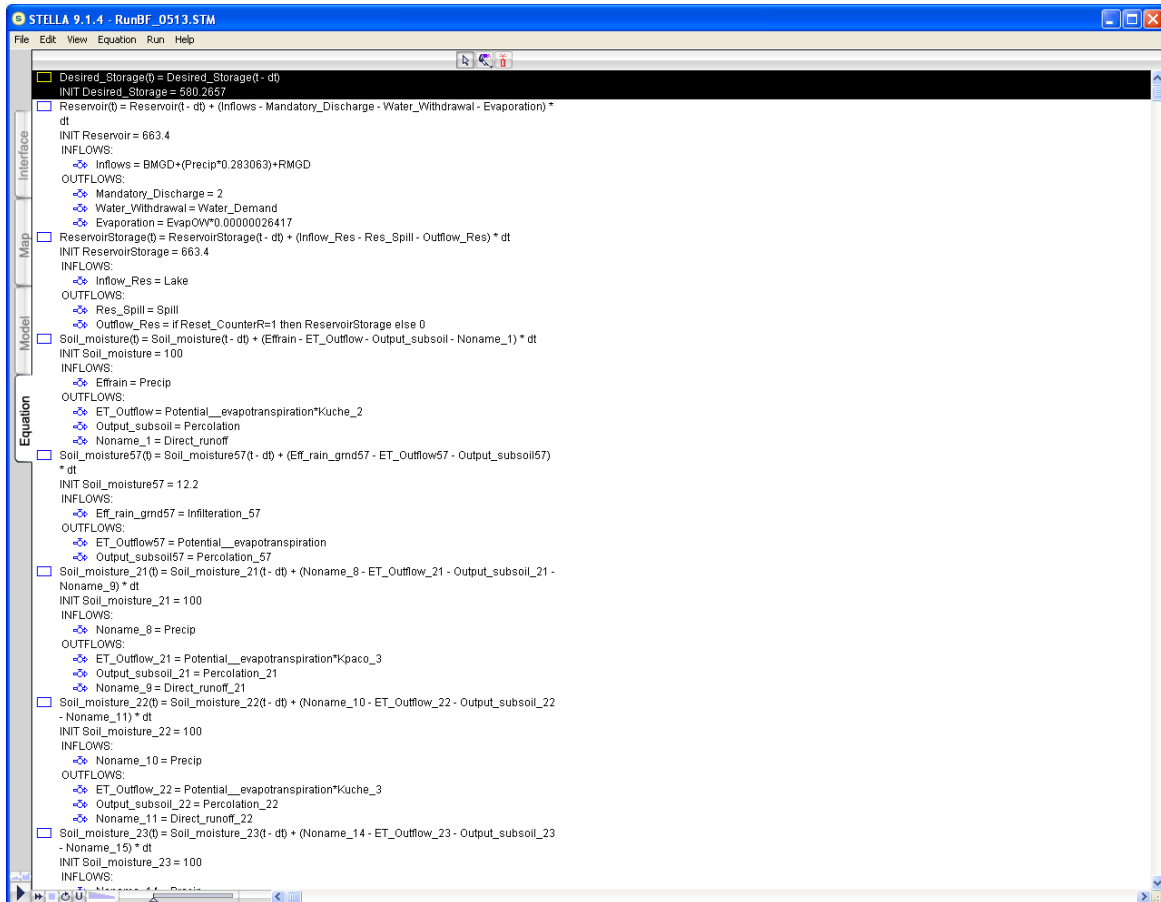 STELLA 9.1.4 - RunBF_0513.STM
File Edit View Equation Run Help
Interface
Map
Model
Equation
Desired_Storage(t) = Desired_Storage(t - dt)
INIT Desired_Storage = 580.2657
Reservoir(t) = Reservoir(t - dt) + (Inflows - Mandatory_Discharge - Water_Withdrawal - Evaporation) *
dt
INIT Reservoir = 663.4
INFLOWS:
Inflows = BMGD+(Precip*0.283063)+RMGD
OUTFLOWS:
Mandatory_Discharge = 2
Water_Withdrawal = Water_Demand
Evaporation = EvapOW*0.00000026417
ReservoirStorage(t) = ReservoirStorage(t - dt) + (Inflow_Res - Res_Spill - Outflow_Res) * dt
INIT ReservoirStorage = 663.4
INFLOWS:
Inflow_Res = Lake
OUTFLOWS:
Res_Spill = Spill
Outflow_Res = if Reset_CounterR=1 then ReservoirStorage else 0
Soil_moisture(t) = Soil_moisture(t - dt) + (Effrain - ET_Outflow - Output_subsoil - Noname_1) * dt
INIT Soil_moisture = 100
INFLOWS:
Effrain = Precip
OUTFLOWS:
ET_Outflow = Potential__evapotranspiration*Kuche_2
Output_subsoil = Percolation
Noname_1 = Direct_runoff
Soil_moisture57(t) = Soil_moisture57(t - dt) + (Eff_rain_grnd57 - ET_Outflow57 - Output_subsoil57)
* dt
INIT Soil_moisture57 = 12.2
INFLOWS:
Eff_rain_grnd57 = Infilteration_57
OUTFLOWS:
ET_Outflow57 = Potential__evapotranspiration
Output_subsoil57 = Percolation_57
Soil_moisture_21(t) = Soil_moisture_21(t - dt) + (Noname_8 - ET_Outflow_21 - Output_subsoil_21 -
Noname_9) * dt
INIT Soil_moisture_21 = 100
INFLOWS:
Noname_8 = Precip
OUTFLOWS:
ET_Outflow_21 = Potential__evapotranspiration*Kpaco_3
Output_subsoil_21 = Percolation_21
Noname_9 = Direct_runoff_21
Soil_moisture_22(t) = Soil_moisture_22(t - dt) + (Noname_10 - ET_Outflow_22 - Output_subsoil_22
- Noname_11) * dt
INIT Soil_moisture_22 = 100
INFLOWS:
Noname_10 = Precip
OUTFLOWS:
ET_Outflow_22 = Potential__evapotranspiration*Kuche_3
Output_subsoil_22 = Percolation_22
Noname_11 = Direct_runoff_22
Soil_moisture_23(t) = Soil_moisture_23(t - dt) + (Noname_14 - ET_Outflow_23 - Output_subsoil_23
- Noname_15) * dt
INIT Soil_moisture_23 = 100
INFLOWS:
Noname_14 = Precip
U